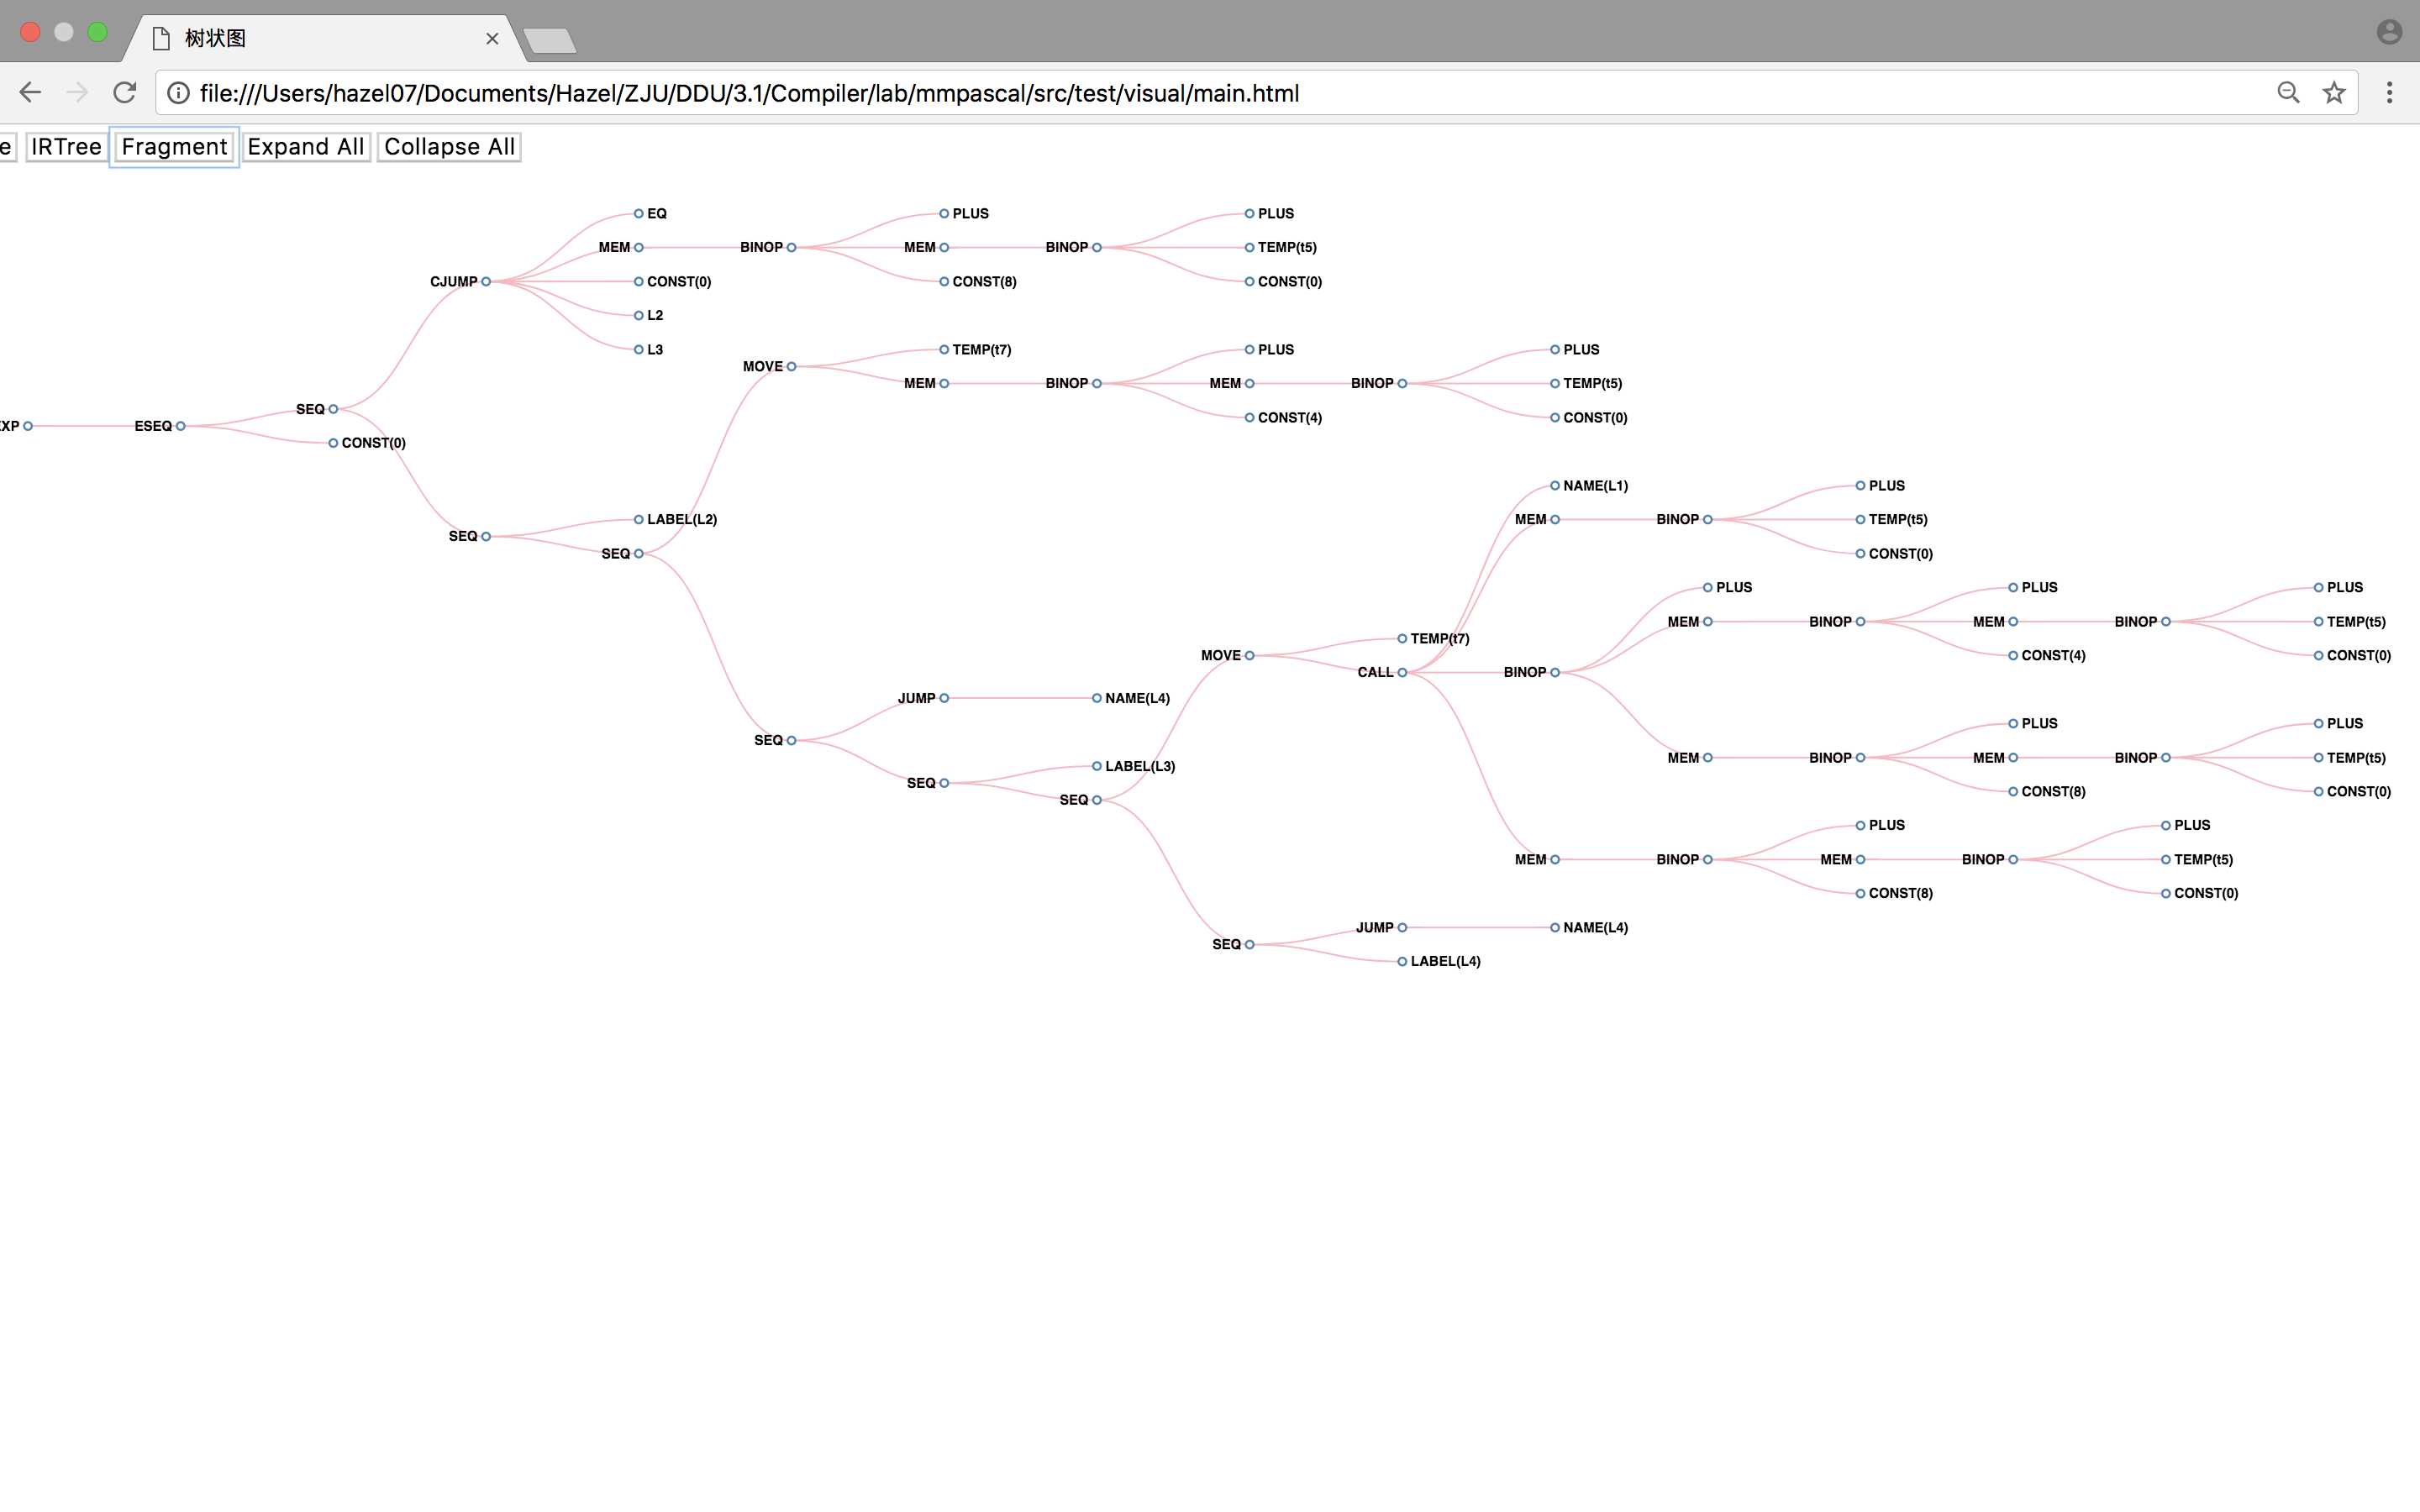 树状图
file:///Users/hazel07/Documents/Hazel/ZJU/DDU/3.1/Compiler/lab/mmpascal/src/test/visual/main.html
e IRTree Fragment Expand All Collapse All
EQ PLUS PLUS
MEM BINOP MEM BINOP TEMP(t5)
CJUMP CONST(0) CONST(8) CONST(0)
L2
L3 TEMP(t7) PLUS PLUS
MOVE
MEM BINOP MEM BINOP TEMP(t5)
SEQ
CONST(4) CONST(0)
XP ESEQ
CONST(0)
NAME(L1) PLUS
LABEL(L2) MEM BINOP TEMP(t5)
SEQ
SEQ CONST(0)
PLUS PLUS PLUS
MEM BINOP MEM BINOP TEMP(t5)
TEMP(t7)
MOVE CONST(4) CONST(0)
CALL BINOP
JUMP NAME(L4)
PLUS PLUS
SEQ
MEM BINOP MEM BINOP TEMP(t5)
LABEL(L3)
SEQ
CONST(8) CONST(0)
SEQ
PLUS PLUS
MEM BINOP MEM BINOP TEMP(t5)
CONST(8) CONST(0)
JUMP NAME(L4)
SEQ
LABEL(L4)